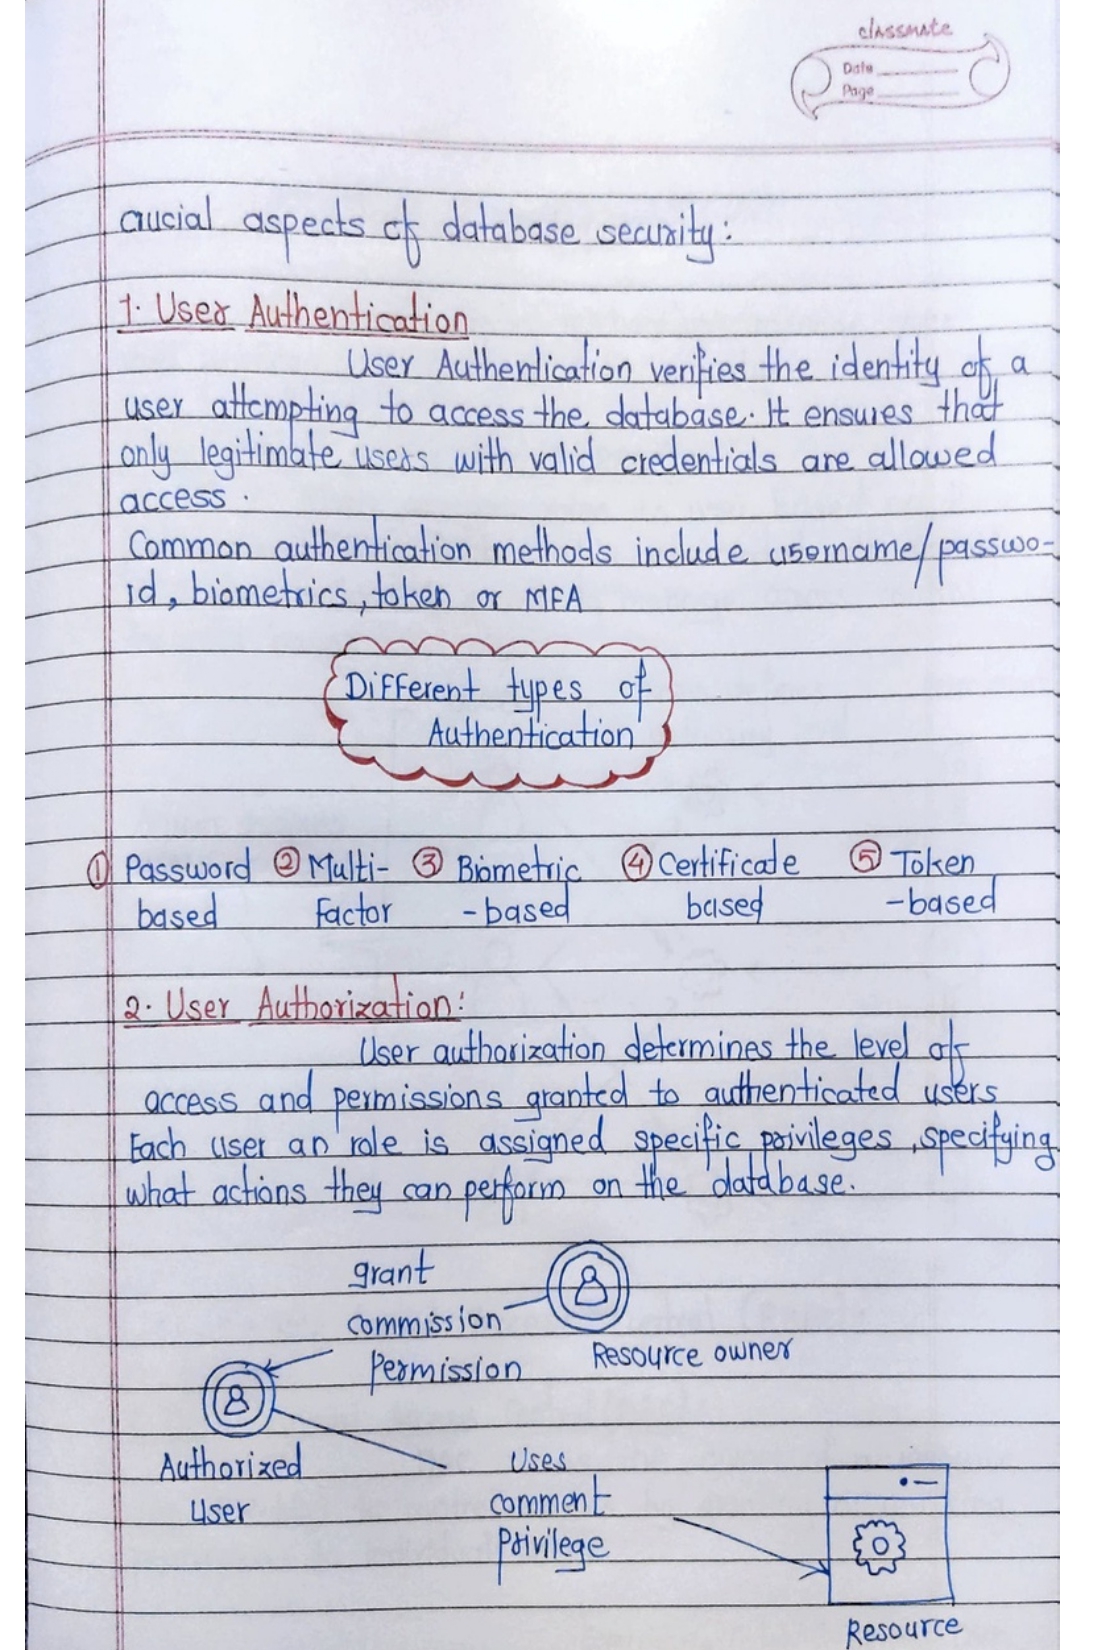 classmate
Date
Page
crucial aspects of database security:
1. User Authentication
User Authentication verifies the identity of a
user attempting to access the database. It ensures that
only legitimate users with valid credentials are allowed
access.
Common authentication methods include username/passwo-
rd, biometrics, token or MFA
Different types of
Authentication
① Password ② Multi- ③ Biometric ④ Certificate ⑤ Token
based Factor -based based -based
2. User Authorization:
User authorization determines the level of
access and permissions granted to authenticated users
Each user an role is assigned specific privileges, specifying
what actions they can perform on the database.
grant
commission
Permission
Resource owner
Authorized
User
Uses
comment
Privilege
Resource